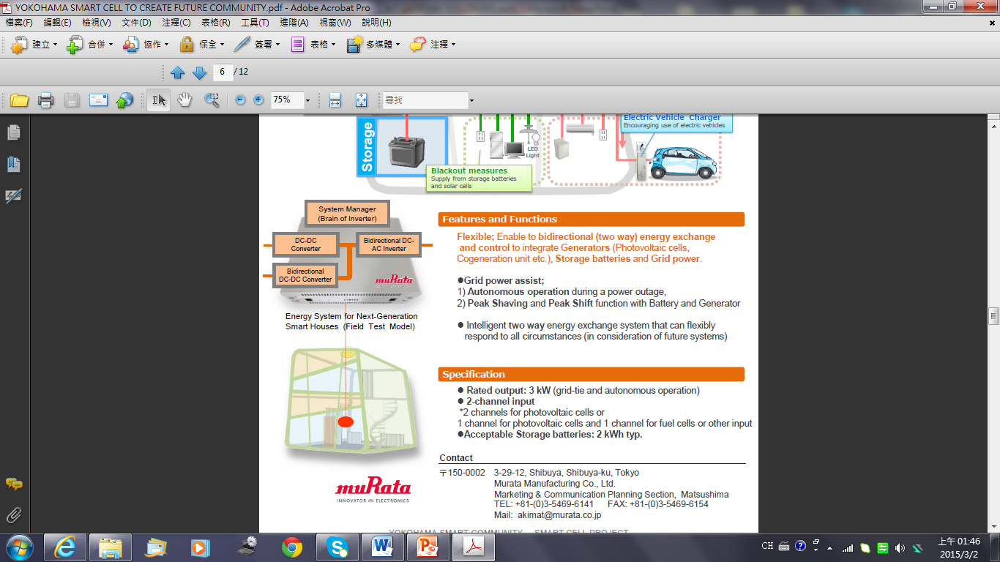 YOKOHAMA SMART CELL TO CREATE FUTURE COMMUNITY.pdf - Adobe Acrobat Pro
檔案(F) 編輯(E) 檢視(V) 文件(D) 注釋(C) 表格(R) 工具(T) 進階(A) 視窗(W) 說明(H)
建立 合併 協作 保全 簽署 表格 多媒體 注釋
6 / 12
75% 尋找
Electric Vehicle Charger
Encouraging use of electric vehicles
Storage
LED
Light
Blackout measures
Supply from storage batteries
and solar cells
System Manager
(Brain of Inverter)
DC-DC
Converter
Bidirectional DC-
AC Inverter
Bidirectional
DC-DC Converter
muRata
Energy System for Next-Generation
Smart Houses (Field Test Model)
muRata
INNOVATOR IN ELECTRONICS
Features and Functions
Flexible; Enable to bidirectional (two way) energy exchange
and control to integrate Generators (Photovoltaic cells,
Cogeneration unit etc.), Storage batteries and Grid power.
●Grid power assist;
1) Autonomous operation during a power outage,
2) Peak Shaving and Peak Shift function with Battery and Generator
● Intelligent two way energy exchange system that can flexibly
respond to all circumstances (in consideration of future systems)
Specification
● Rated output: 3 kW (grid-tie and autonomous operation)
● 2-channel input
*2 channels for photovoltaic cells or
1 channel for photovoltaic cells and 1 channel for fuel cells or other input
●Acceptable Storage batteries: 2 kWh typ.
Contact
〒150-0002 3-29-12, Shibuya, Shibuya-ku, Tokyo
Murata Manufacturing Co., Ltd.
Marketing & Communication Planning Section, Matsushima
TEL: +81-(0)3-5469-6141 FAX: +81-(0)3-5469-6154
Mail: akimat@murata.co.jp
YOKOHAMA SMART COMMUNITY SMART CELL PROJECT
CH
上午 01:46
2015/3/2